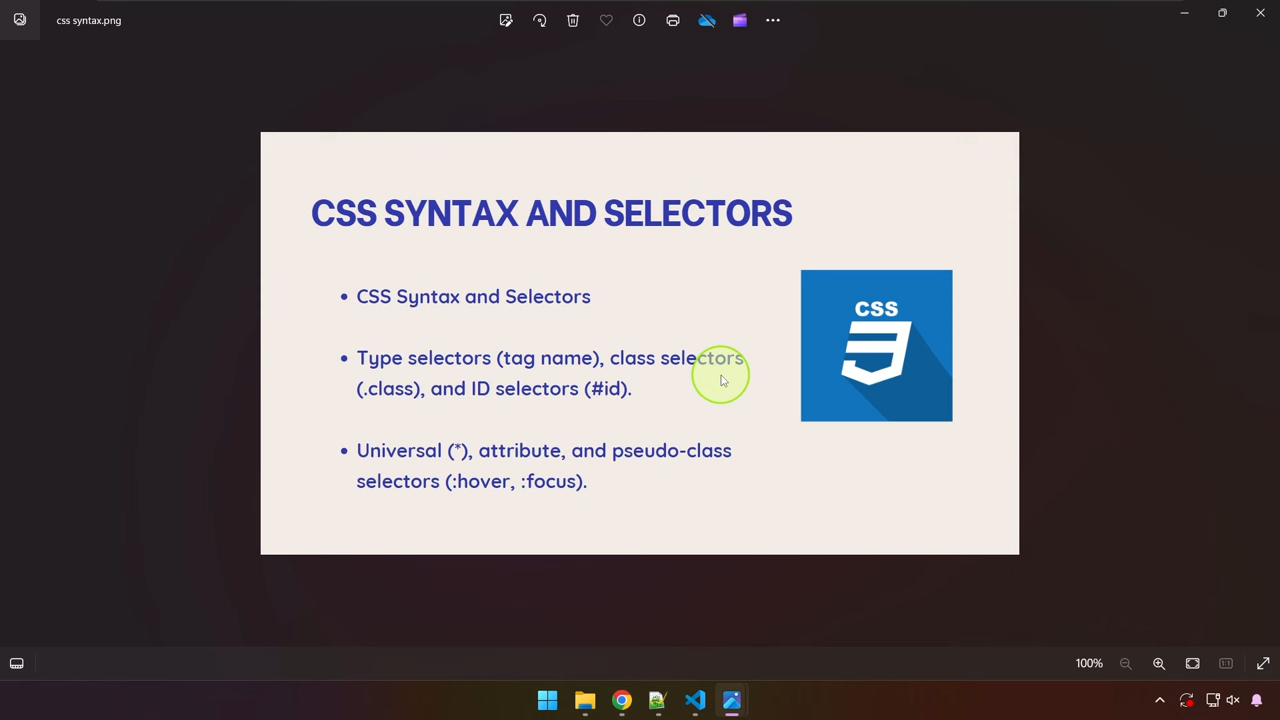 css syntax.png
CSS SYNTAX AND SELECTORS
• CSS Syntax and Selectors
• Type selectors (tag name), class selectors
(.class), and ID selectors (#id).
• Universal (*), attribute, and pseudo-class
selectors (:hover, :focus).
CSS
100%